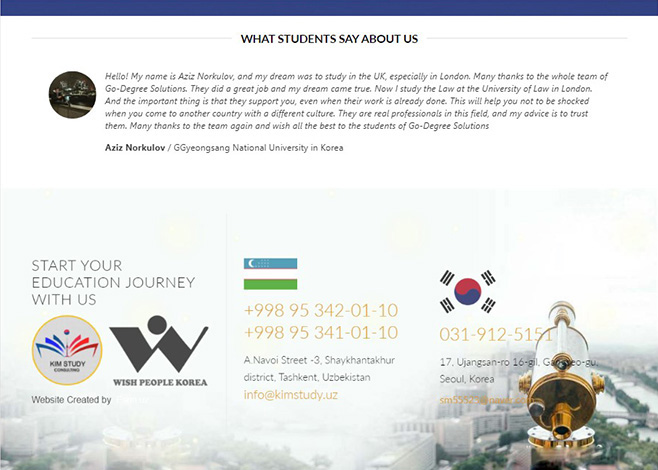 WHAT STUDENTS SAY ABOUT US
Hello! My name is Aziz Norkulov, and my dream was to study in the UK, especially in London. Many thanks to the whole team of
Go-Degree Solutions. They did a great job and my dream came true. Now I study the Law at the University of Law in London.
And the important thing is that they support you, even when their work is already done. This will help you not to be shocked
when you come to another country with a different culture. They are real professionals in this field, and my advice is to trust
them. Many thanks to the team again and wish all the best to the students of Go-Degree Solutions
Aziz Norkulov / GGyeongsang National University in Korea
START YOUR
EDUCATION JOURNEY
WITH US
KIM STUDY
CONSULTING
WISH PEOPLE KOREA
Website Created by
+998 95 342-01-10
+998 95 341-01-10
A.Navoi Street -3, Shaykhantakhur
district, Tashkent, Uzbekistan
info@kimstudy.uz
031-912-5151
17, Ujangsan-ro 16-gil, Gangseo-gu,
Seoul, Korea